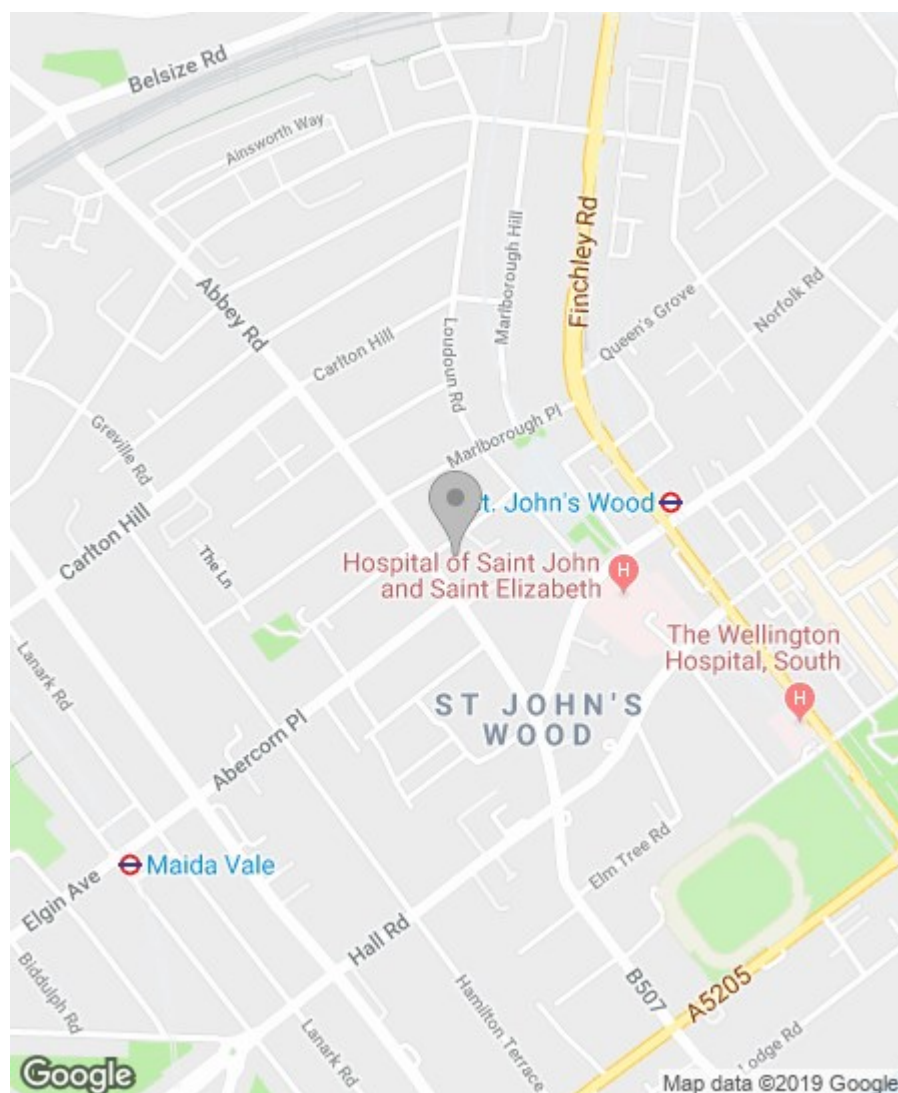 Belsize Rd
Ainsworth Way
Abbey Rd
Marlborough Hill
Finchley Rd
Loudoun Rd
Carlton Hill
Queen's Grove
Norfolk Rd
Greville Rd
Marlborough Pl
t. John's Wood
Carlton Hill
The Ln
Hospital of Saint John
and Saint Elizabeth
H
The Wellington
Hospital, South
H
Lanark Rd
ST JOHN'S
WOOD
Abercorn Pl
Maida Vale
Elm Tree Rd
Elgin Ave
Hall Rd
Biddulph Rd
B507
A5205
Hamilton Terrace
Lanark Rd
Lodge Rd
Google
Map data ©2019 Google